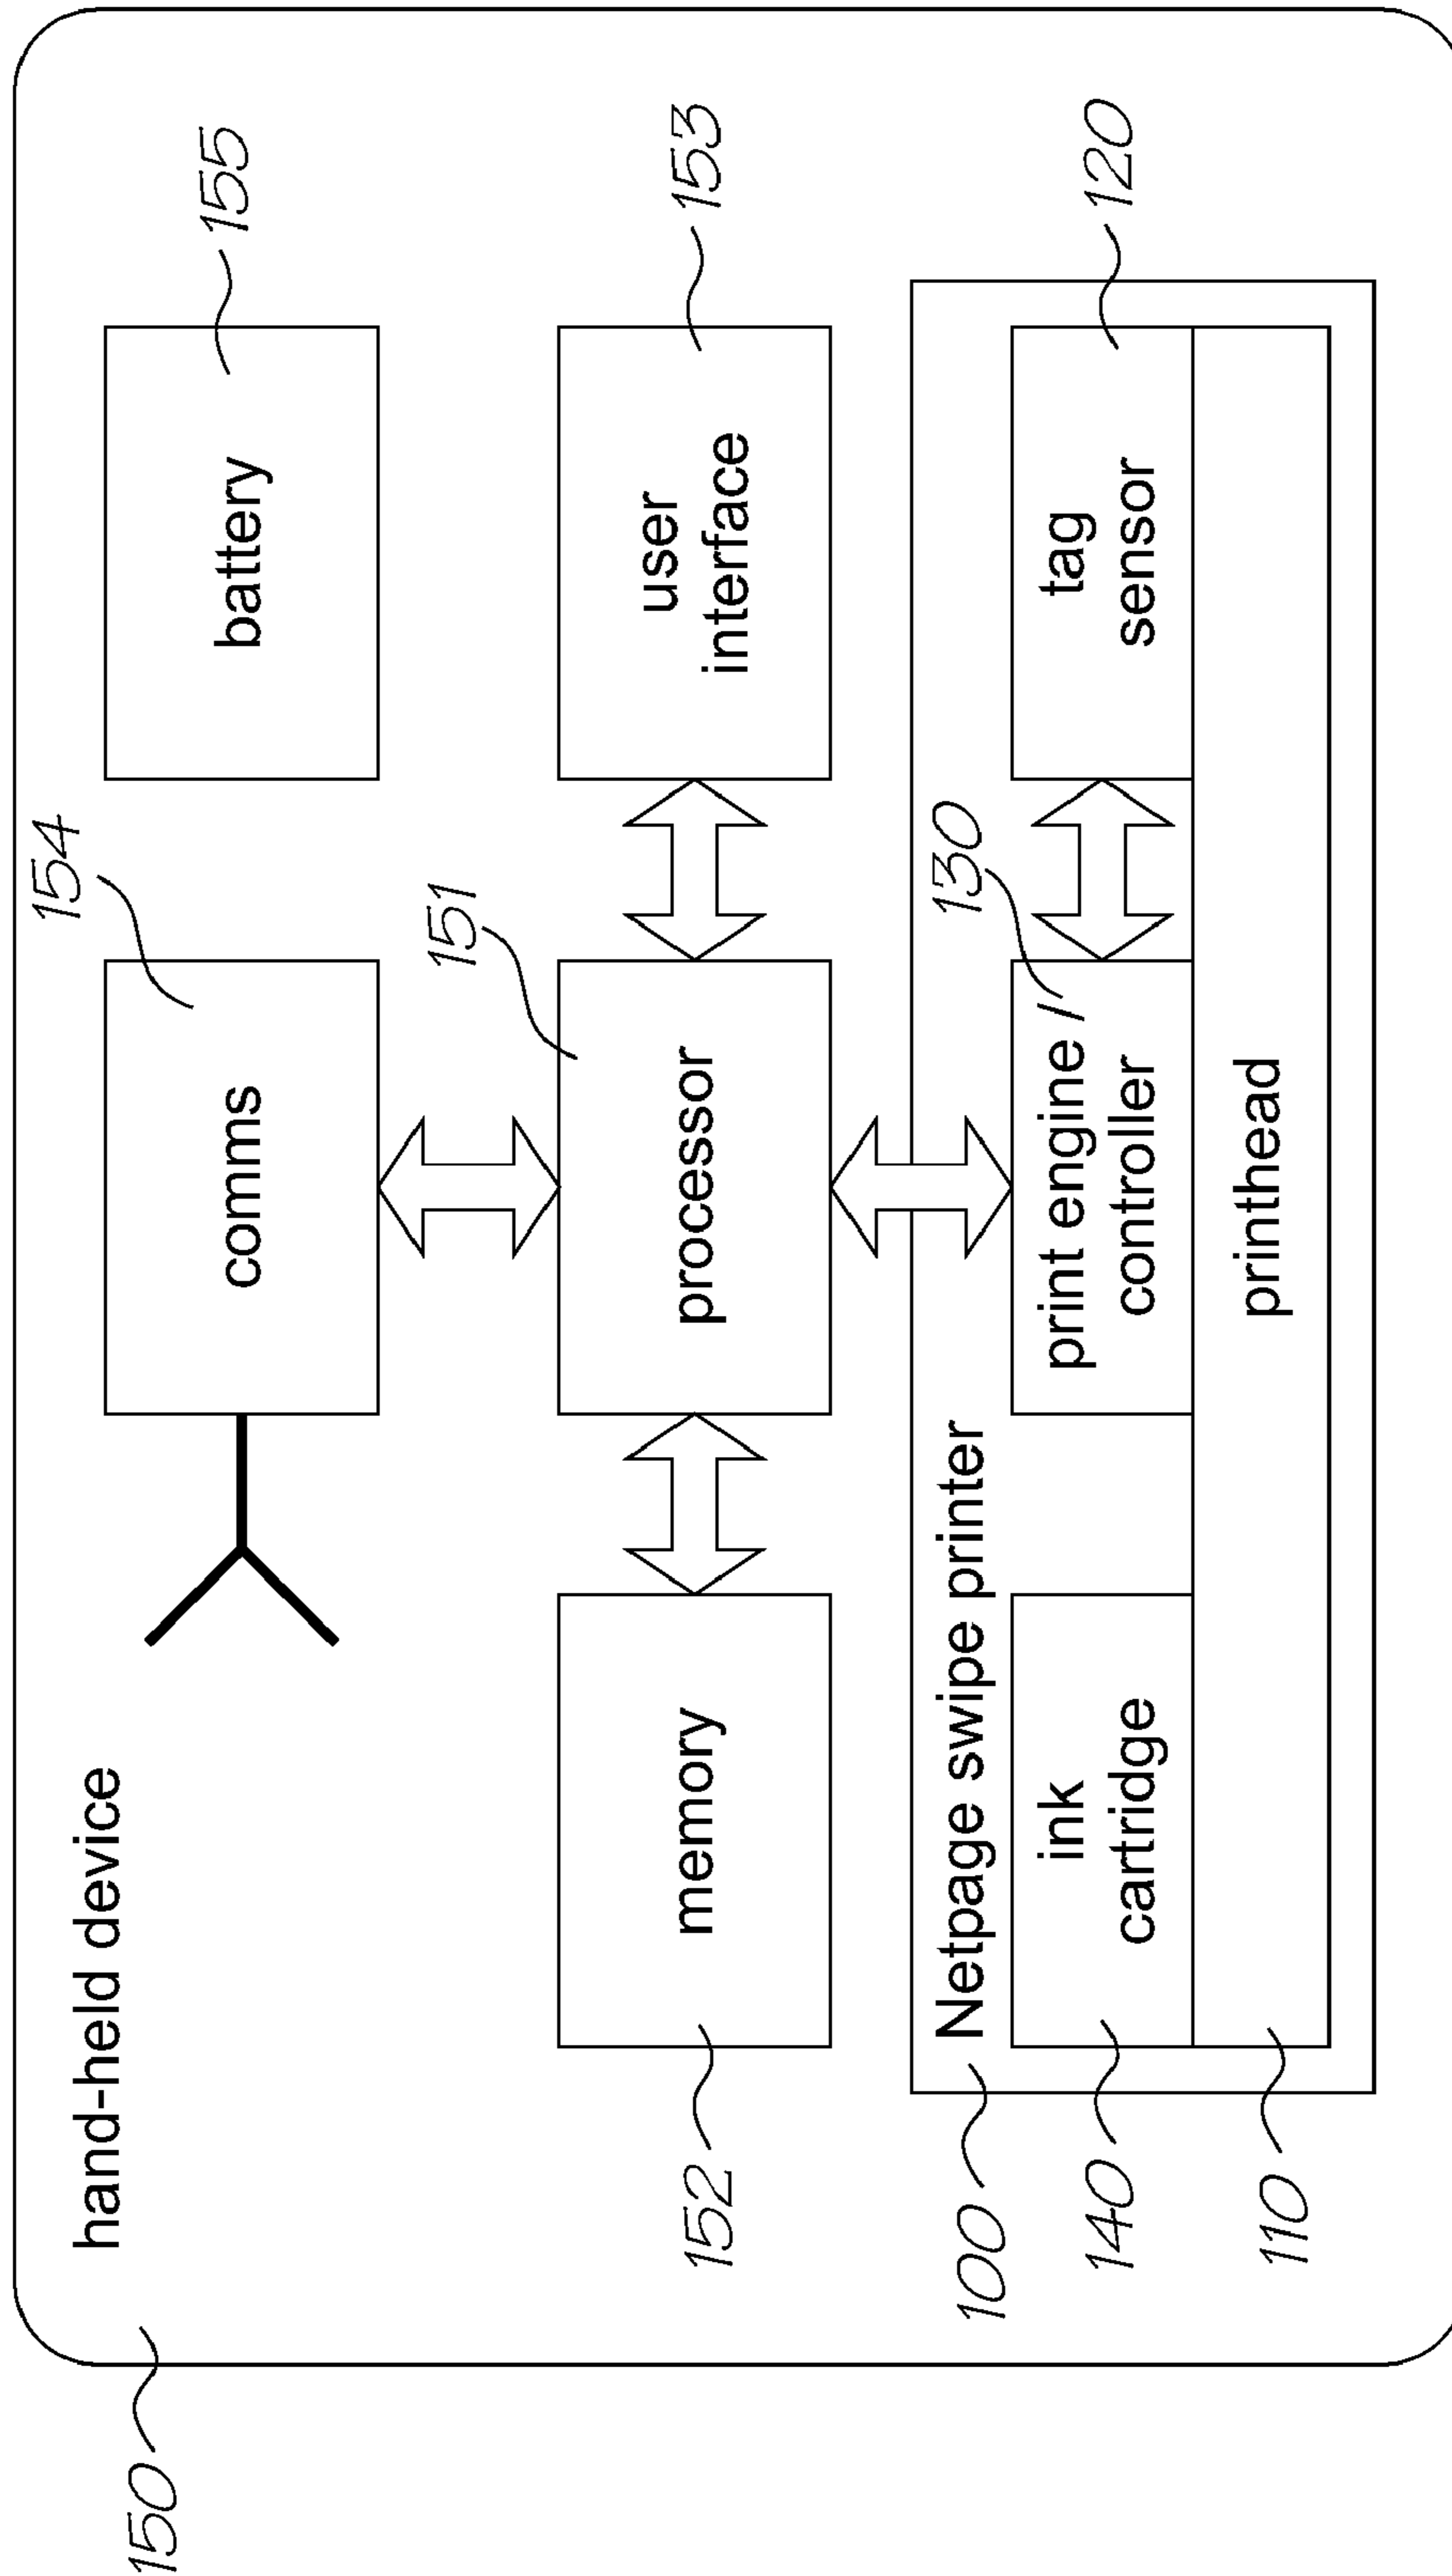 150
hand-held device
154
155
comms
battery
151
152
153
memory
processor
user
interface
100
Netpage swipe printer
130
120
140
ink
cartridge
print engine /
controller
tag
sensor
110
printhead